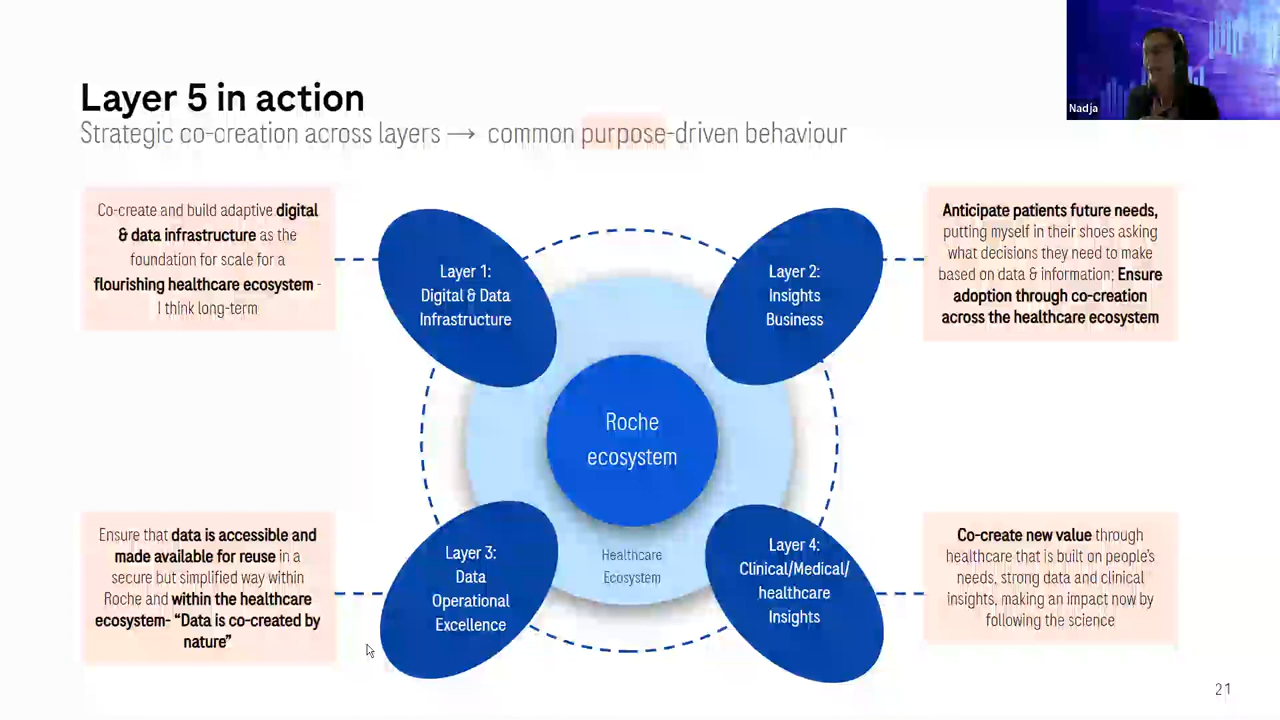 Layer 5 in action
Strategic co-creation across layers → common purpose-driven behaviour
Nadja
Co-create and build adaptive digital
& data infrastructure as the
foundation for scale for a
flourishing healthcare ecosystem -
I think long-term
Layer 1:
Digital & Data
Infrastructure
Layer 2:
Insights
Business
Anticipate patients future needs,
putting myself in their shoes asking
what decisions they need to make
based on data & information; Ensure
adoption through co-creation
across the healthcare ecosystem
Roche
ecosystem
Healthcare
Ecosystem
Ensure that data is accessible and
made available for reuse in a
secure but simplified way within
Roche and within the healthcare
ecosystem- “Data is co-created by
nature”
Layer 3:
Data
Operational
Excellence
Layer 4:
Clinical/Medical/
healthcare
Insights
Co-create new value through
healthcare that is built on people's
needs, strong data and clinical
insights, making an impact now by
following the science
21